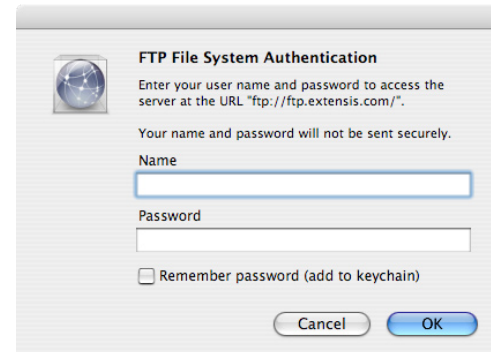 FTP File System Authentication
Enter your user name and password to access the
server at the URL "ftp://ftp.extensis.com/".
Your name and password will not be sent securely.
Name
Password
Remember password (add to keychain)
Cancel OK